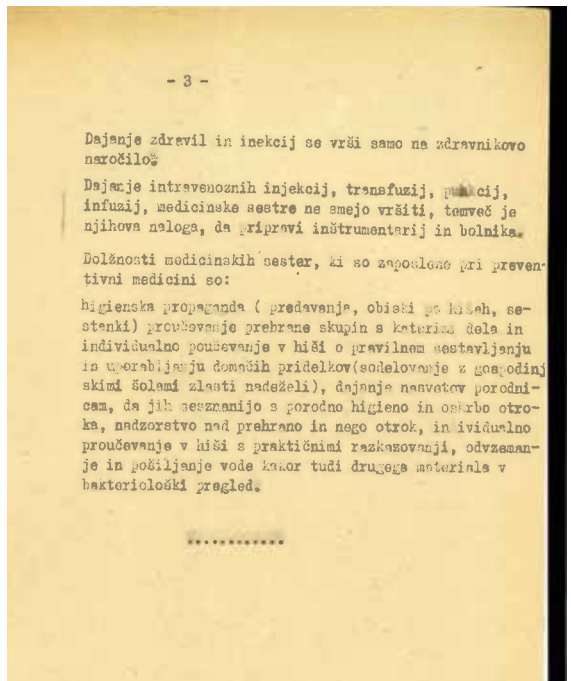 - 3 -
Dajanje zdravil in inekcij se vrši samo na zdravnikovo
naročilo.
Dajanje intravenoznih injekcij, transfuzij, punkcij,
infuzij, medicinske sestre ne smejo vršiti, temveč je
njihova naloga, da pripravi inštrumentarij in bolnika.
Dolžnosti medicinskih sester, ki so zaposlene pri preven-
tivni medicini so:
higienska propaganda ( predavanja, obiski po hišah, se-
stanki) proučevanje prehrane skupin s katerimi dela in
individualno poučevanje v hiši o pravilnem sestavljanju
in uporabljanju domačih pridelkov(sodelovanje z gospodinj
skimi šolami zlasti nadeželi), dajanje nasvetov porodni-
cam, da jih seznanijo s porodno higieno in oskrbo otro-
ka, nadzorstvo nad prehrano in nego otrok, in ividualno
proučevanje v hiši s praktičnimi razkazovanji, odvzeman-
je in pošiljanje vode kakor tudi drugega materiala v
bakteriološki pregled.
............